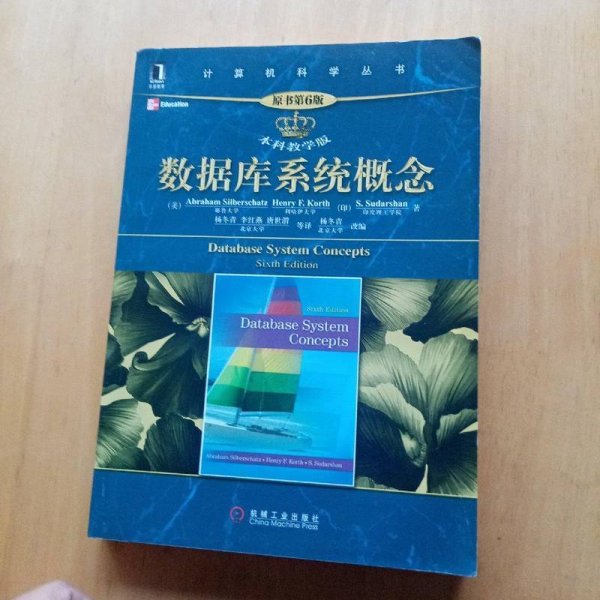 计算机科学丛书
Education
原书第6版
本科教学版
数据库系统概念
(美) Abraham Silberschatz Henry F. Korth (印) S. Sudarshan 著
耶鲁大学 利哈伊大学 印度理工学院
杨冬青 李红燕 唐世渭 等译 杨冬青 改编
北京大学 北京大学
Database System Concepts
Sixth Edition
Sixth Edition
Database System
Concepts
Abraham Silberschatz • Henry F. Korth • S. Sudarshan
机械工业出版社
China Machine Press